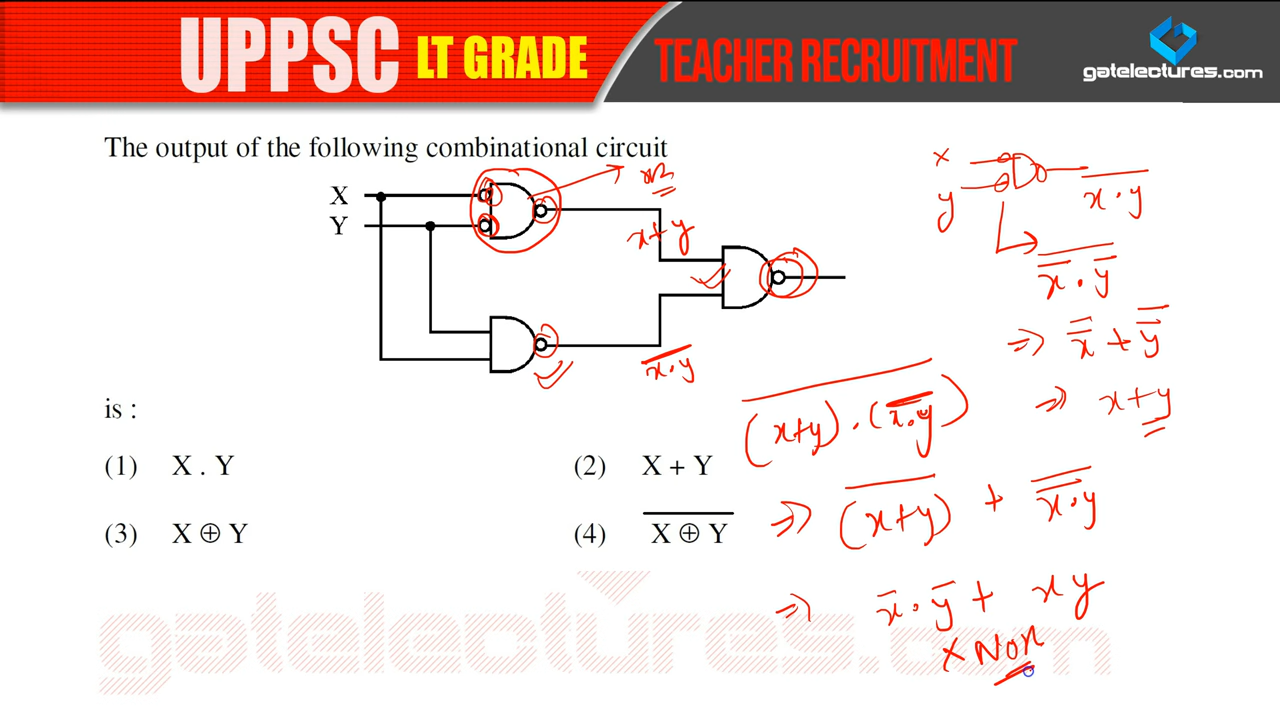 UPPSC LT GRADE TEACHER RECRUITMENT
gatelectures.com
The output of the following combinational circuit
X
Y
x+y
x̅·̅y̅
is :
(1) X . Y
(2) X + Y
(3) X ⊕ Y
(4) X̅ ̅⊕̅ ̅Y̅
x
y
x̅·̅y̅
‾(x̅ · y̅)
⇒ x̿ + y̿
⇒ x+y
‾((x+y) · (x̅·̅y̅))
⇒ ‾(x+y) + x̿·̿y̿
⇒ x̅ · y̅ + xy
XNOR
gatelectures.com